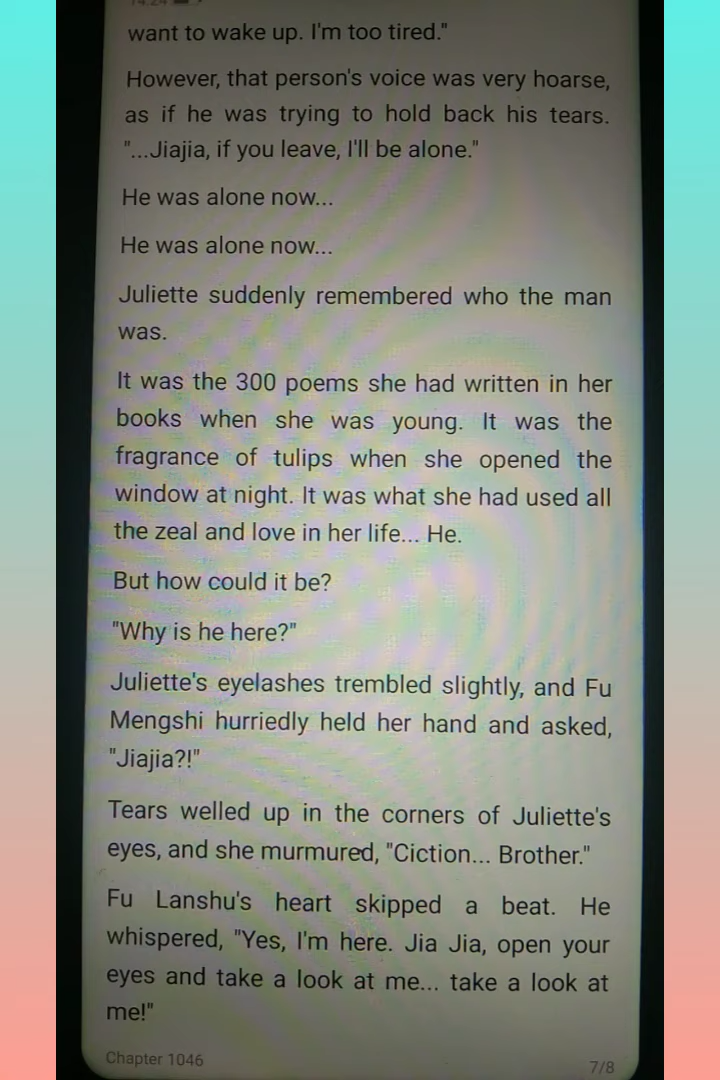 want to wake up. I'm too tired."
However, that person's voice was very hoarse,
as if he was trying to hold back his tears.
"...Jiajia, if you leave, I'll be alone."
He was alone now...
He was alone now...
Juliette suddenly remembered who the man
was.
It was the 300 poems she had written in her
books when she was young. It was the
fragrance of tulips when she opened the
window at night. It was what she had used all
the zeal and love in her life... He.
But how could it be?
"Why is he here?"
Juliette's eyelashes trembled slightly, and Fu
Mengshi hurriedly held her hand and asked,
"Jiajia?!"
Tears welled up in the corners of Juliette's
eyes, and she murmured, "Ciction... Brother."
Fu Lanshu's heart skipped a beat. He
whispered, "Yes, I'm here. Jia Jia, open your
eyes and take a look at me... take a look at
me!"
Chapter 1046
7/8